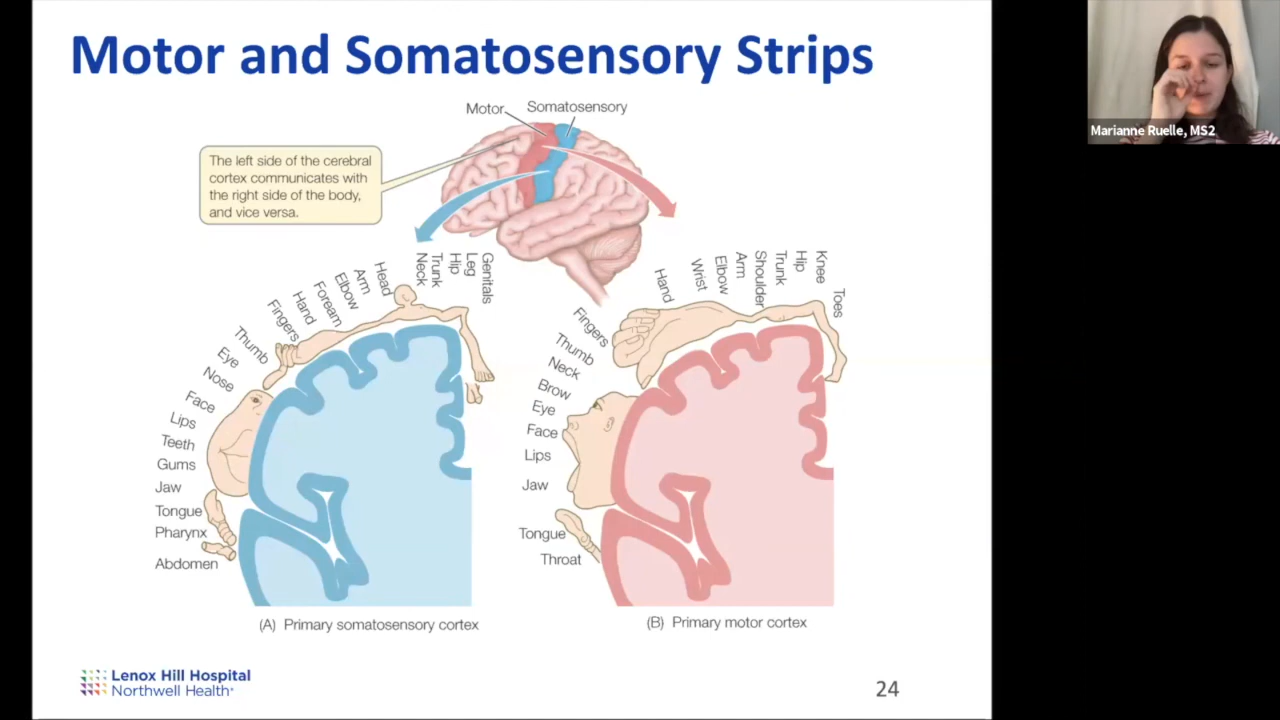 Motor and Somatosensory Strips
Marianne Ruelle, MS2
Motor
Somatosensory
The left side of the cerebral
cortex communicates with
the right side of the body,
and vice versa.
Genitals
Leg
Hip
Trunk
Neck
Head
Arm
Elbow
Foream
Hand
Fingers
Thumb
Eye
Nose
Face
Lips
Teeth
Gums
Jaw
Tongue
Pharynx
Abdomen
(A) Primary somatosensory cortex
Toes
Knee
Hip
Trunk
Shoulder
Arm
Elbow
Wrist
Hand
Fingers
Thumb
Neck
Brow
Eye
Face
Lips
Jaw
Tongue
Throat
(B) Primary motor cortex
Lenox Hill Hospital
Northwell Health
24